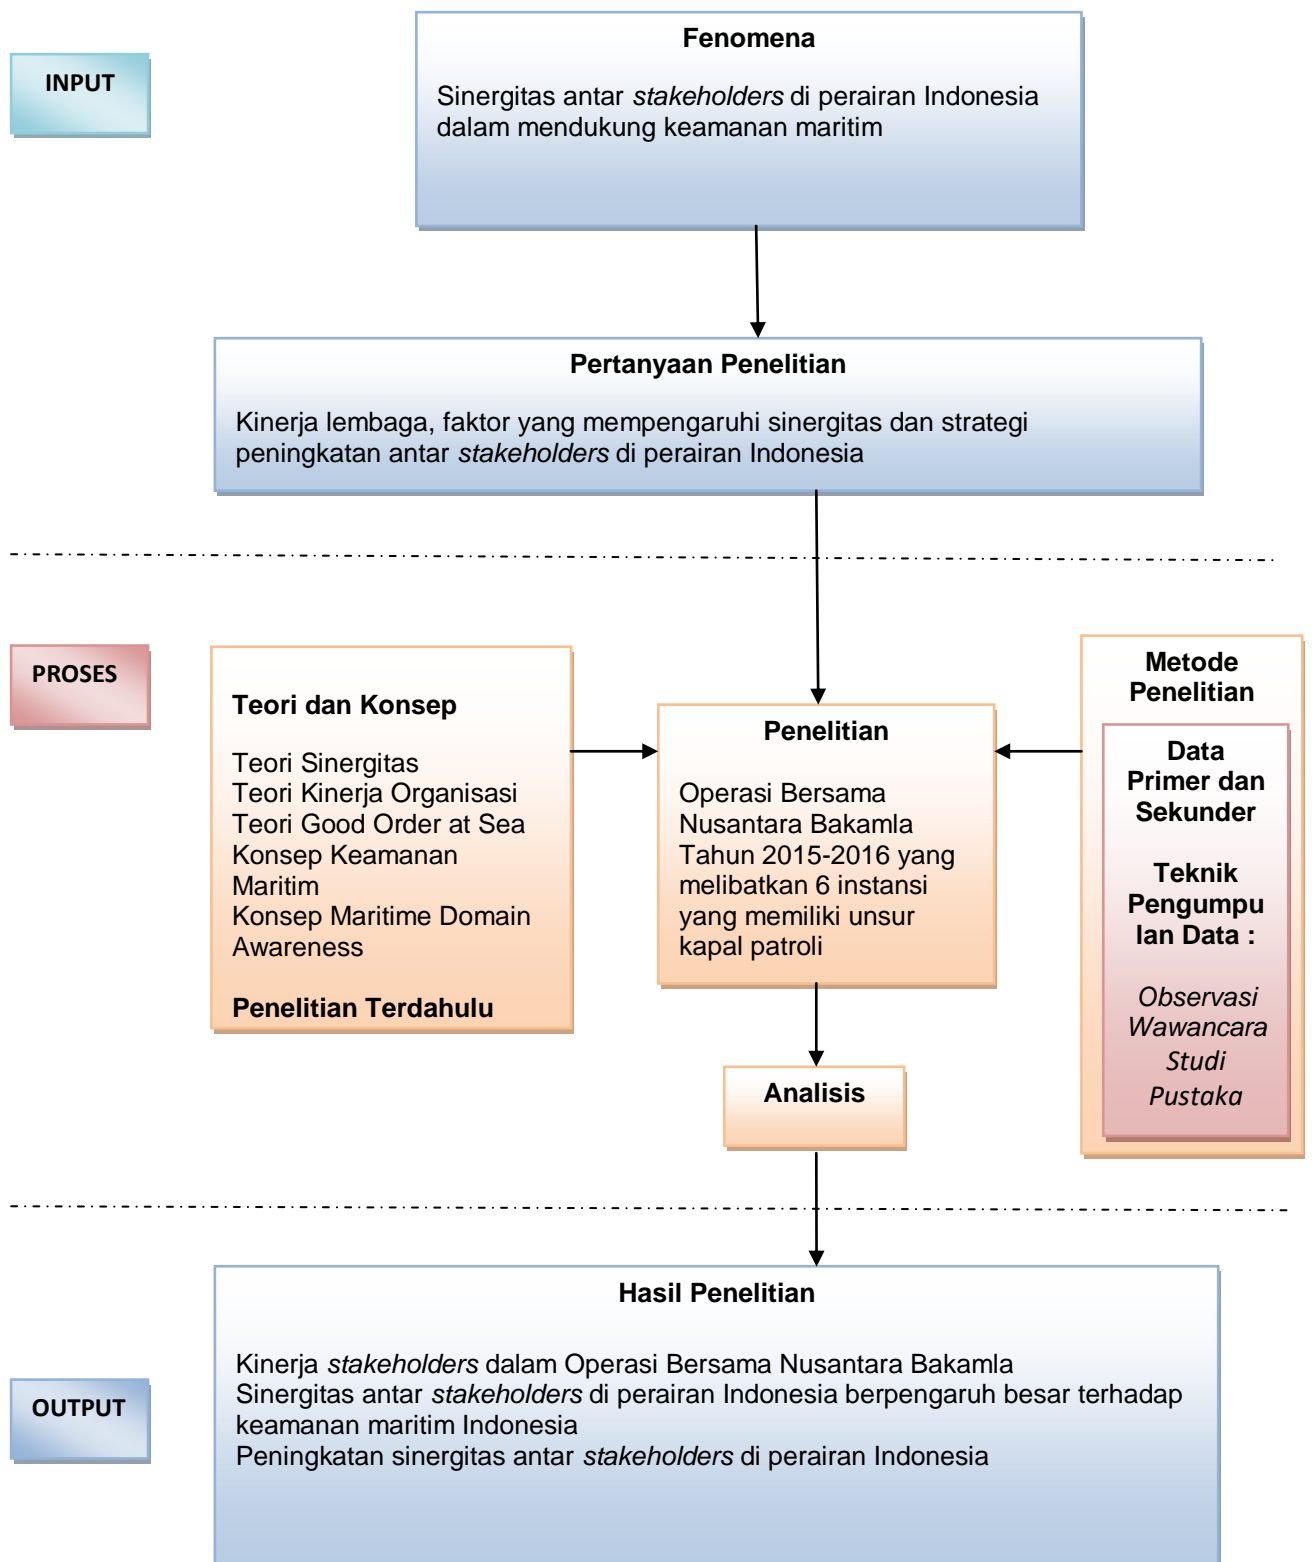 INPUT
Fenomena
Sinergitas antar stakeholders di perairan Indonesia
dalam mendukung keamanan maritim
Pertanyaan Penelitian
Kinerja lembaga, faktor yang mempengaruhi sinergitas dan strategi
peningkatan antar stakeholders di perairan Indonesia
PROSES
Teori dan Konsep
Teori Sinergitas
Teori Kinerja Organisasi
Teori Good Order at Sea
Konsep Keamanan
Maritim
Konsep Maritime Domain
Awareness
Penelitian Terdahulu
Penelitian
Operasi Bersama
Nusantara Bakamla
Tahun 2015-2016 yang
melibatkan 6 instansi
yang memiliki unsur
kapal patroli
Metode
Penelitian
Data
Primer dan
Sekunder
Teknik
Pengumpu
lan Data :
Observasi
Wawancara
Studi
Pustaka
Analisis
OUTPUT
Hasil Penelitian
Kinerja stakeholders dalam Operasi Bersama Nusantara Bakamla
Sinergitas antar stakeholders di perairan Indonesia berpengaruh besar terhadap
keamanan maritim Indonesia
Peningkatan sinergitas antar stakeholders di perairan Indonesia